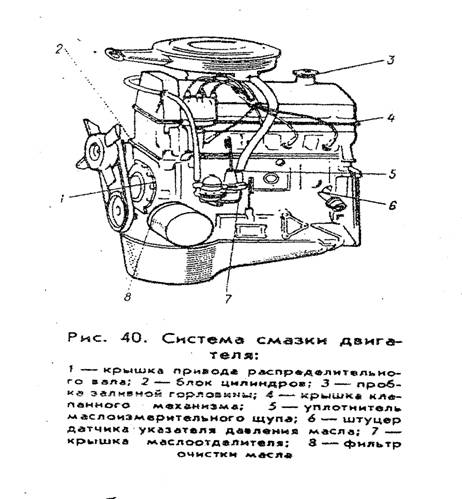 2
3
4
1
5
6
8
7
Рис. 40. Система смазки двига-
теля:
1 — крышка привода распределительно-
го вала; 2 — блок цилиндров; 3 — проб-
ка заливной горловины; 4 — крышка кла-
панного механизма; 5 — уплотнитель
маслоизмерительного щупа; 6 — штуцер
датчика указателя давления масла; 7 —
крышка маслоотделителя; 8 — фильтр
очистки масла